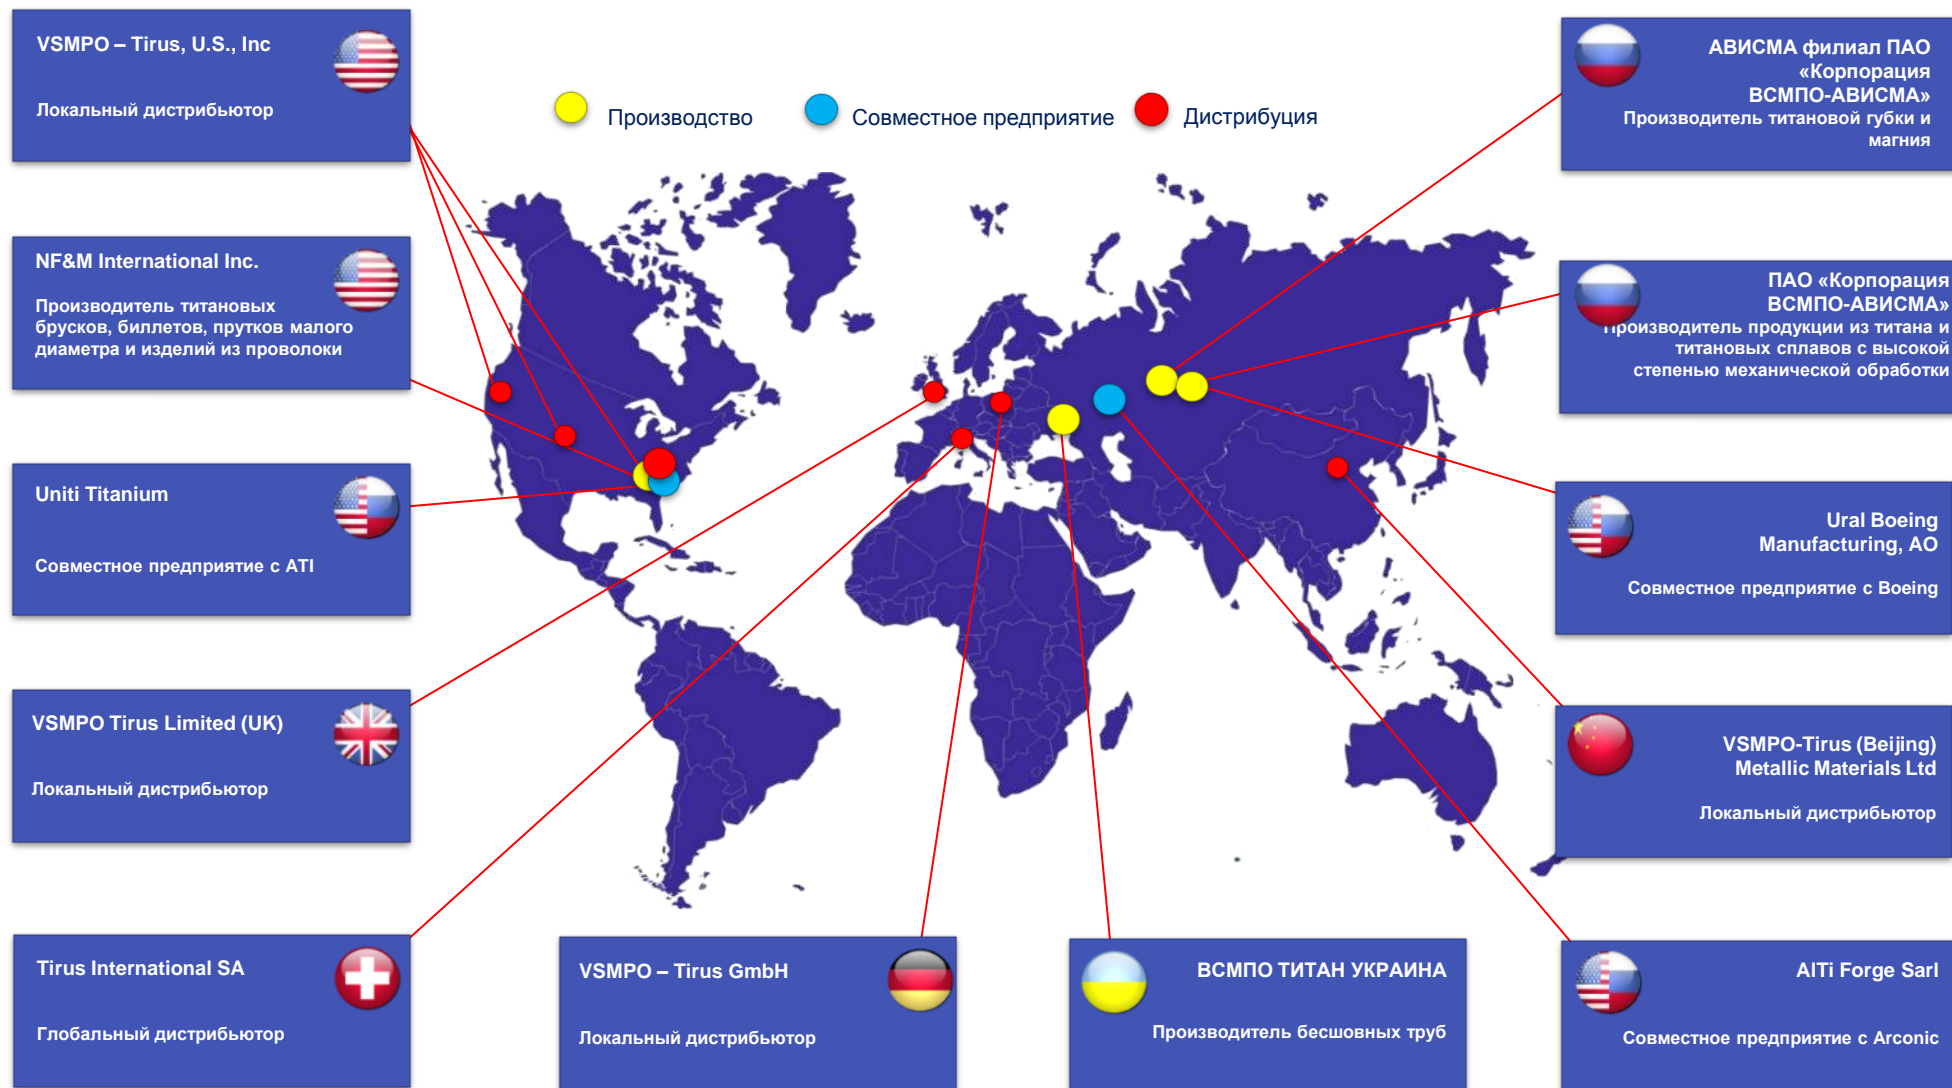 VSMPO – Tirus, U.S., Inc
Локальный дистрибьютор
Производство
Совместное предприятие
Дистрибуция
АВИСМА филиал ПАО
«Корпорация
ВСМПО-АВИСМА»
Производитель титановой губки и
магния
NF&M International Inc.
Производитель титановых
брусков, биллетов, прутков малого
диаметра и изделий из проволоки
ПАО «Корпорация
ВСМПО-АВИСМА»
Производитель продукции из титана и
титановых сплавов с высокой
степенью механической обработки
Uniti Titanium
Совместное предприятие с ATI
Ural Boeing
Manufacturing, АО
Совместное предприятие с Boeing
VSMPO Tirus Limited (UK)
Локальный дистрибьютор
VSMPO-Tirus (Beijing)
Metallic Materials Ltd
Локальный дистрибьютор
Tirus International SA
Глобальный дистрибьютор
VSMPO – Tirus GmbH
Локальный дистрибьютор
ВСМПО ТИТАН УКРАИНА
Производитель бесшовных труб
AlTi Forge Sarl
Совместное предприятие с Arconic